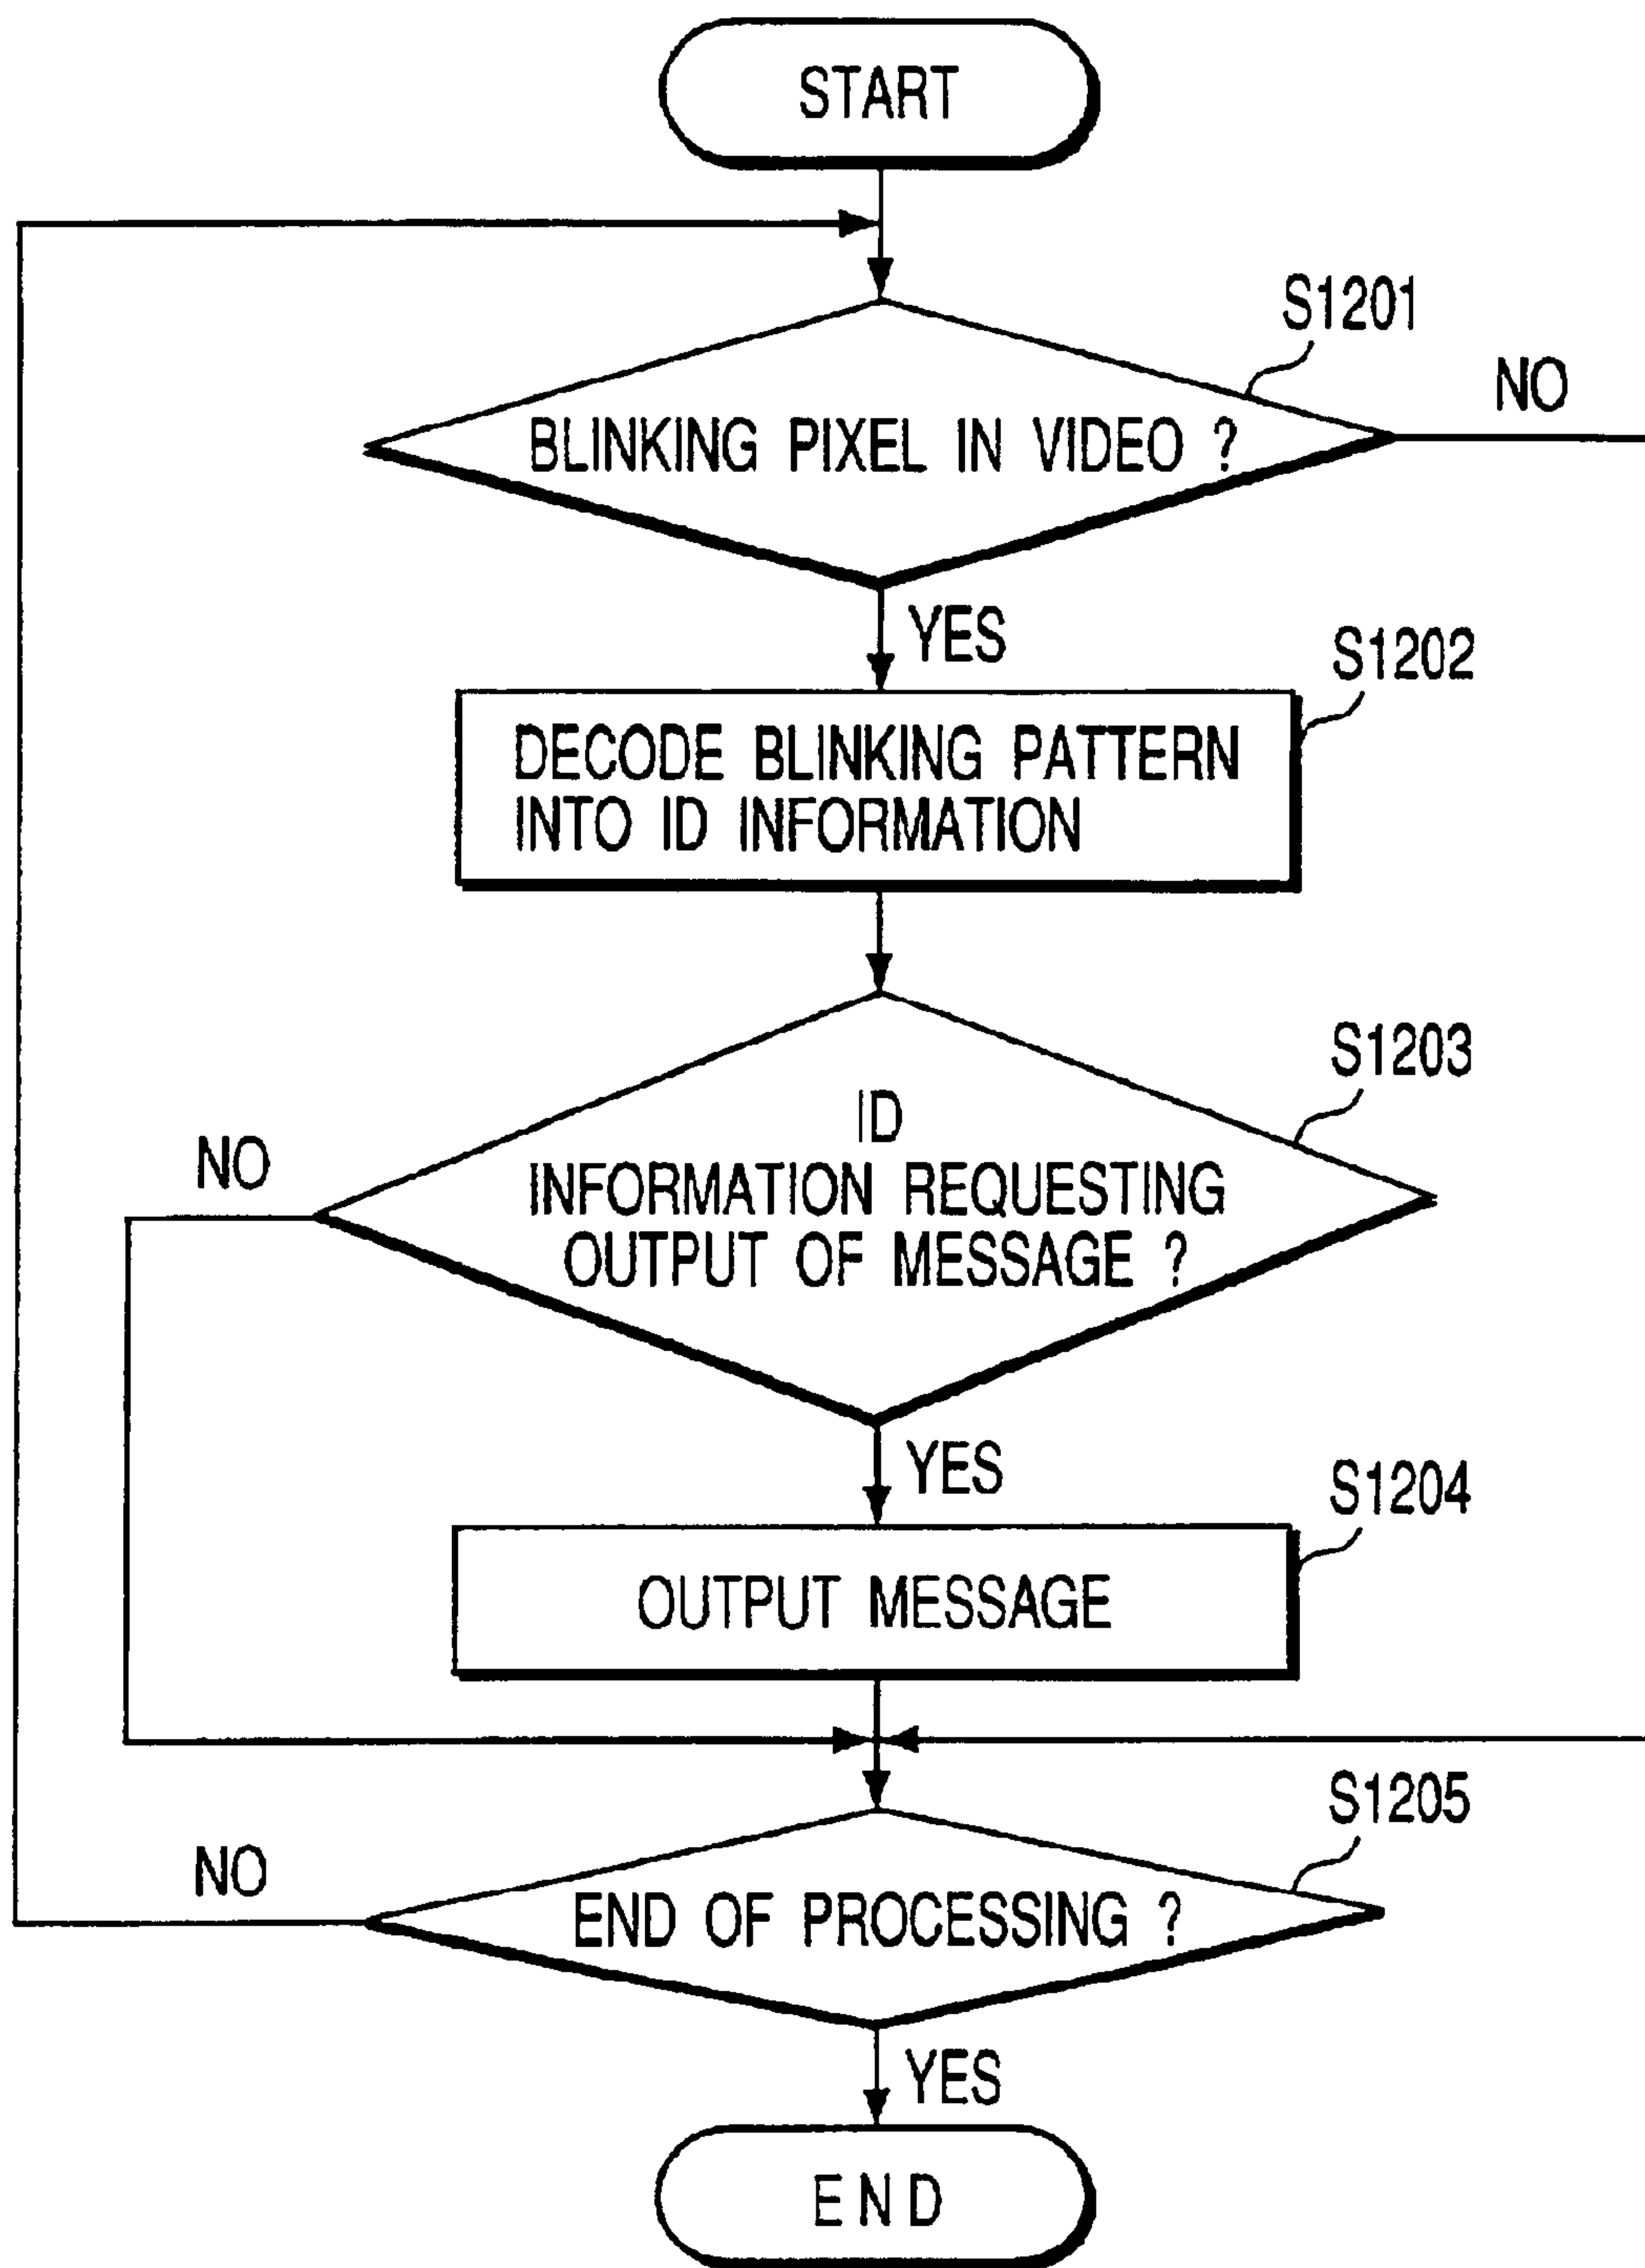 START
S1201
NO
BLINKING PIXEL IN VIDEO ?
YES
S1202
DECODE BLINKING PATTERN
INTO ID INFORMATION
S1203
ID
NO
INFORMATION REQUESTING
OUTPUT OF MESSAGE ?
YES
S1204
OUTPUT MESSAGE
S1205
NO
END OF PROCESSING ?
YES
END